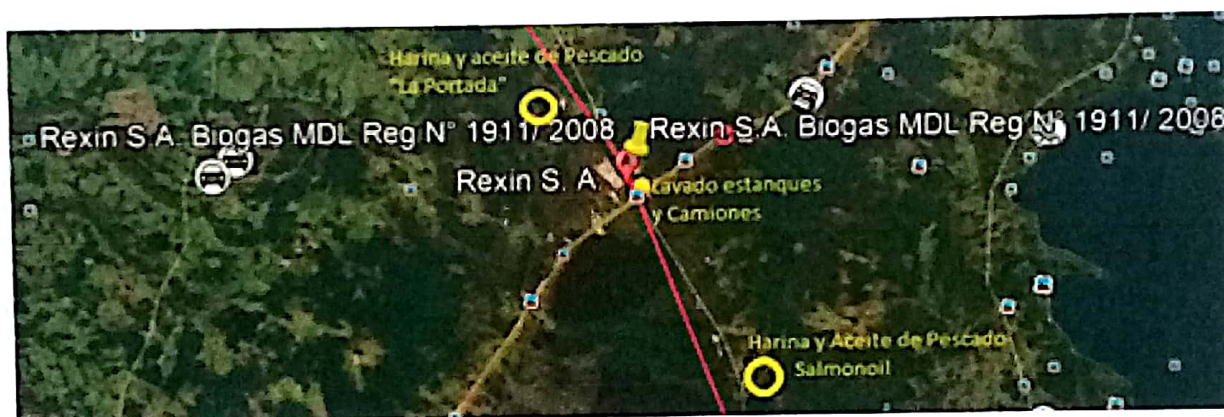 Harina y aceite de Pescado
"La Portada"
Rexin S.A. Biogas MDL Reg N° 1911/ 2008
Rexin S.A. Biogas MDL Reg N° 1911/ 2008
Rexin S. A.
Lavado estanques
y Camiones
Harina y Aceite de Pescado
Salmonoil